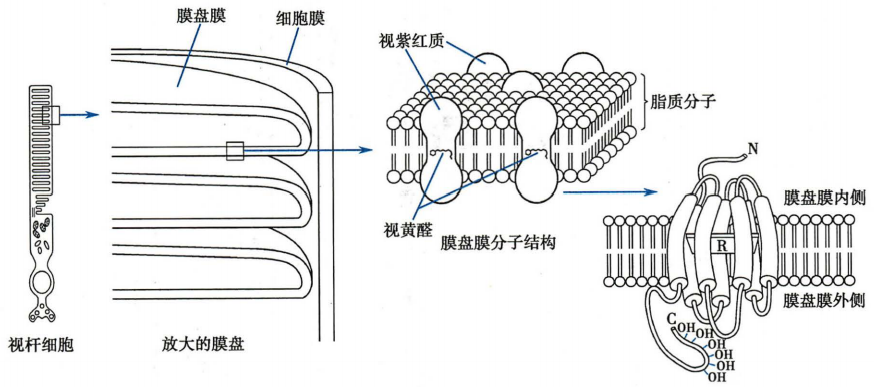 膜盘膜
细胞膜
视紫红质
脂质分子
N
膜盘膜内侧
R
视黄醛
膜盘膜分子结构
膜盘膜外侧
C
OH
OH
OH
OH
OH
OH
OH
视杆细胞
放大的膜盘